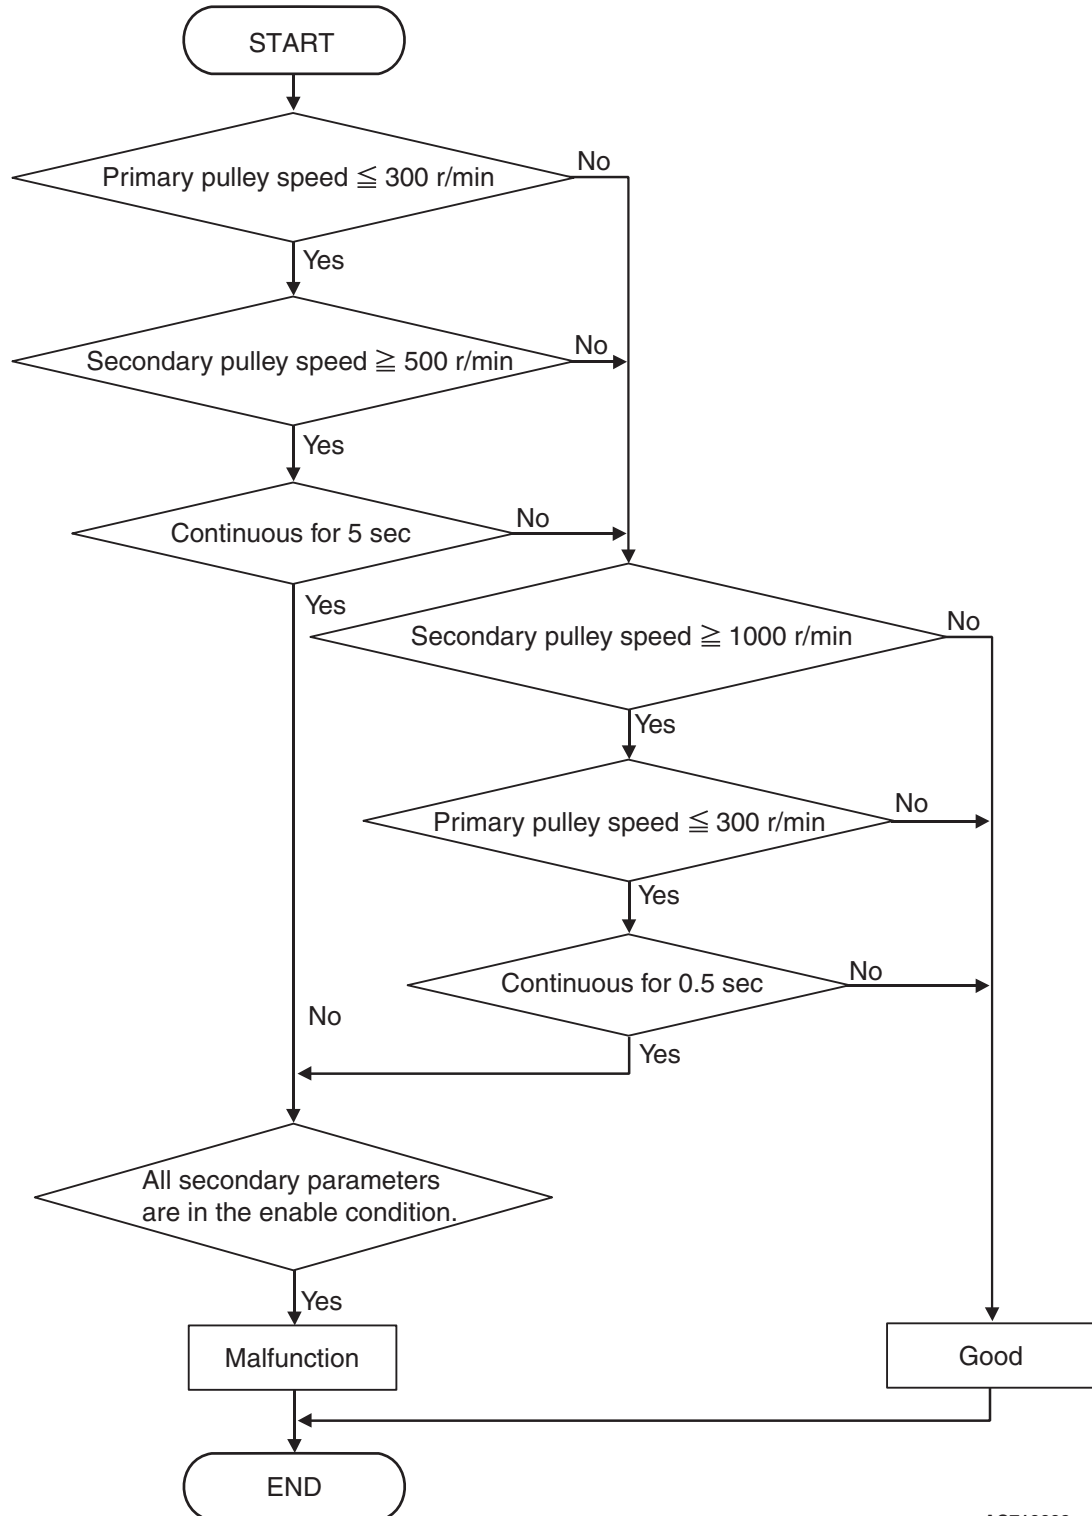 START
Primary pulley speed ≦ 300 r/min
No
Yes
Secondary pulley speed ≧ 500 r/min
No
Yes
Continuous for 5 sec
No
Yes
Secondary pulley speed ≧ 1000 r/min
No
Yes
Primary pulley speed ≦ 300 r/min
No
Yes
Continuous for 0.5 sec
No
No
Yes
All secondary parameters
are in the enable condition.
Yes
Malfunction
Good
END